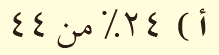 أ ) ٢٤٪ من ٤٤